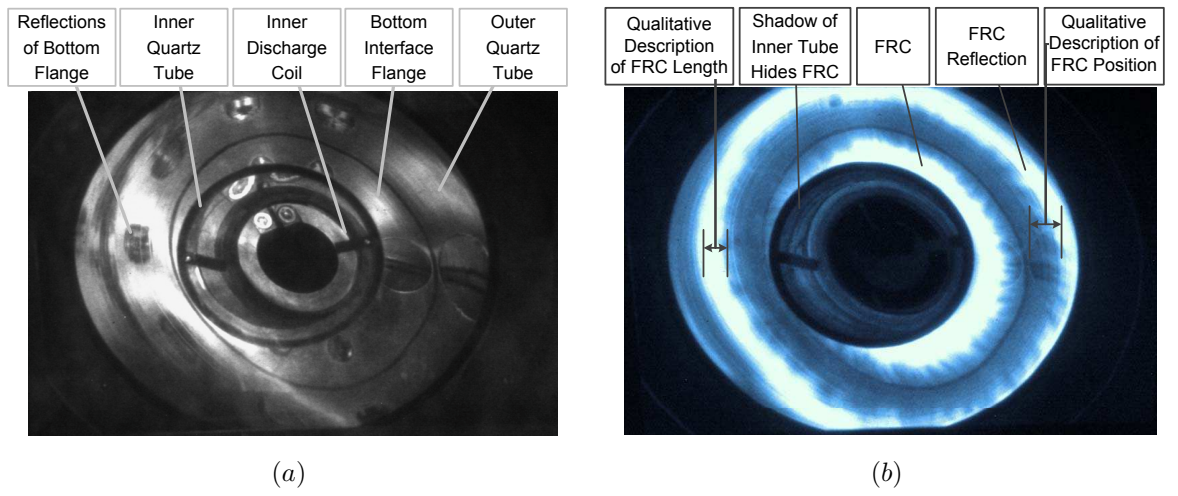 Reflections
of Bottom
Flange
Inner
Quartz
Tube
Inner
Discharge
Coil
Bottom
Interface
Flange
Outer
Quartz
Tube
Qualitative
Description
of FRC Length
Shadow of
Inner Tube
Hides FRC
FRC
FRC
Reflection
Qualitative
Description of
FRC Position
(a)
(b)